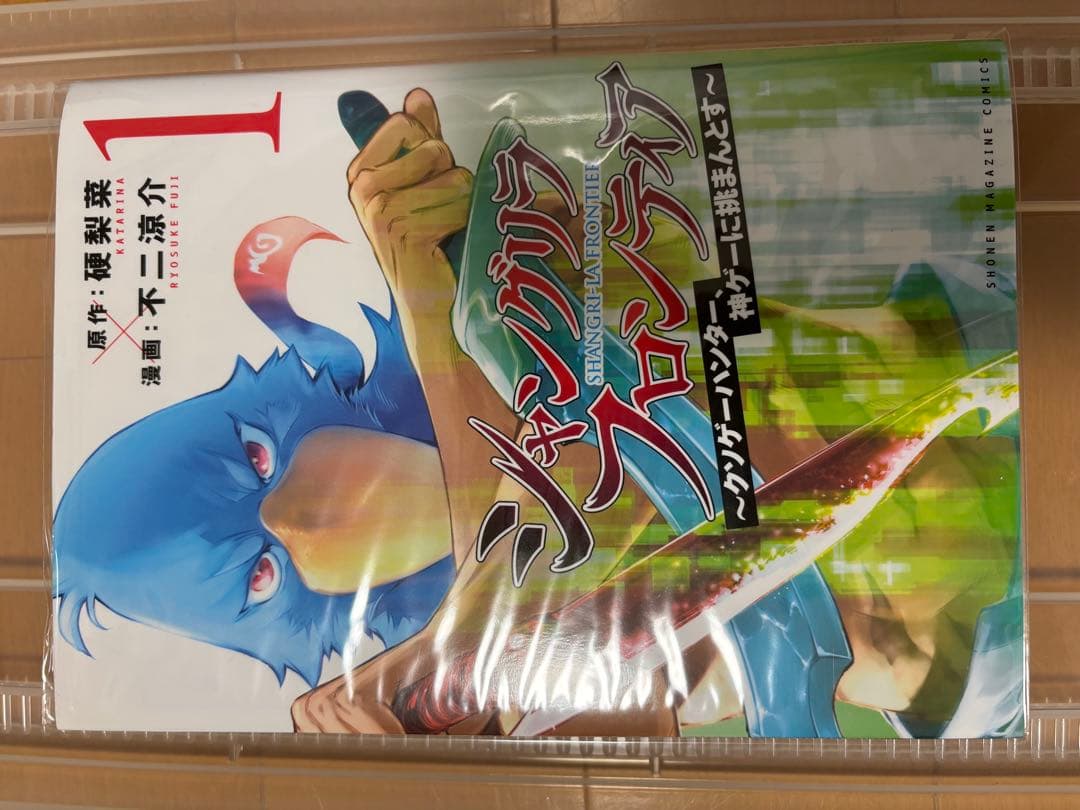 1
原作:硬梨菜
KATARINA
×
漫画:不二涼介
RYOSUKE FUJI
シャングリラ
SHANGRI-LA FRONTIER
フロンティア
～クソゲーハンター、
神ゲーに挑まんとす～
SHONEN MAGAZINE COMICS